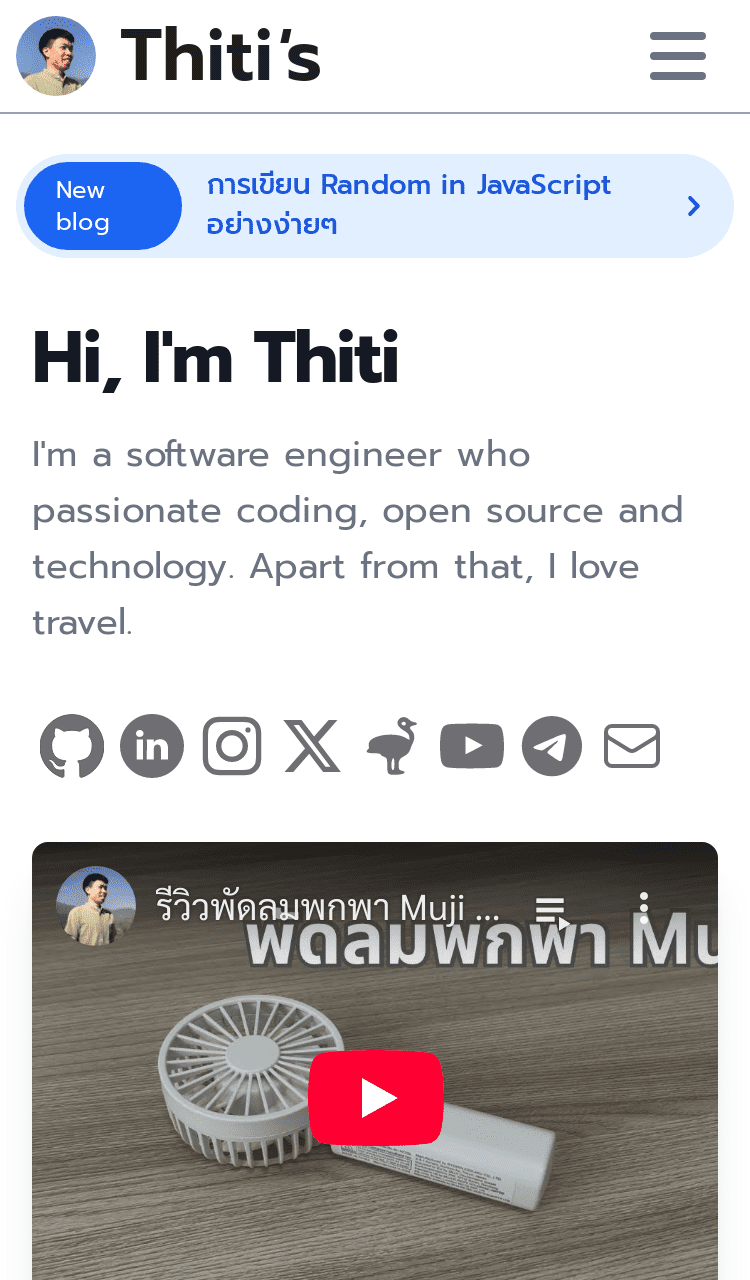 Thiti’s
New
blog
การเขียน Random in JavaScript
อย่างง่ายๆ
Hi, I'm Thiti
I'm a software engineer who
passionate coding, open source and
technology. Apart from that, I love
travel.
in
รีวิวพัดลมพกพา Muji ...
พัดลมพกพา Mu